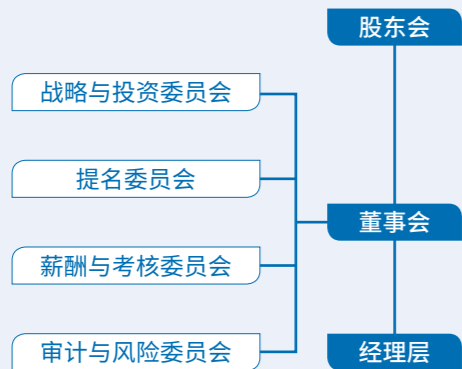 股东会
战略与投资委员会
提名委员会
董事会
薪酬与考核委员会
审计与风险委员会
经理层